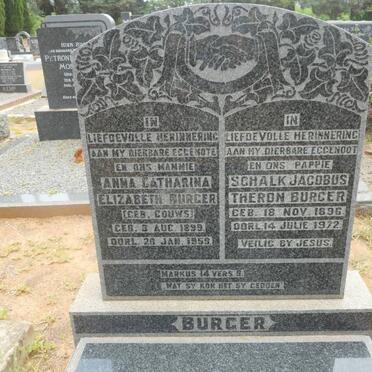 IN
LIEFDEVOLLE HERINNERING
AAN MY DIERBARE EGGENOTE
EN ONS MAMMIE
ANNA CATHARINA
ELIZABETH BURGER
(GEB. GOUWS)
GEB. 3 AUG 1899
OORL. 28 JAN. 1959
IN
LIEFDEVOLLE HERINNERING
AAN MY DIERBARE EGGENOOT
EN ONS PAPPIE
SCHALK JACOBUS
THERON BURGER
GEB. 18 NOV. 1896
OORL 14 JULIE 1972
VEILIG BY JESUS
MARKUS 14 VERS 8
WAT SY KON HET SY GEDOEN
BURGER